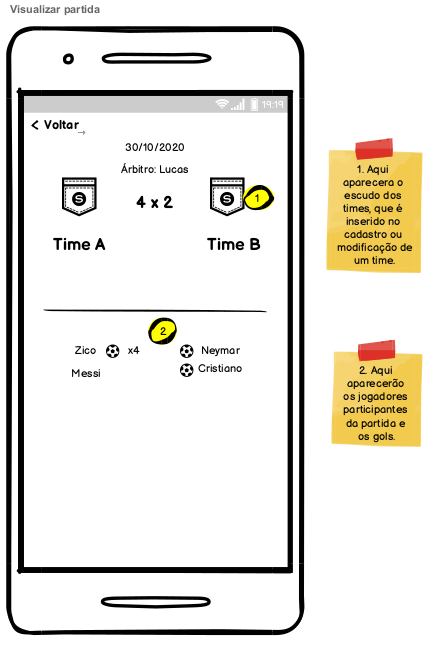 Visualizar partida
19:19
Voltar
30/10/2020
Árbitro: Lucas
S
4 x 2
S
1
Time A
Time B
2
Zico
x4
Neymar
Messi
Cristiano
1. Aqui
aparecera o
escudo dos
times, que é
inserido no
cadastro ou
modificação de
um time.
2. Aqui
aparecerão
os jogadores
participantes
da partida e
os gols.